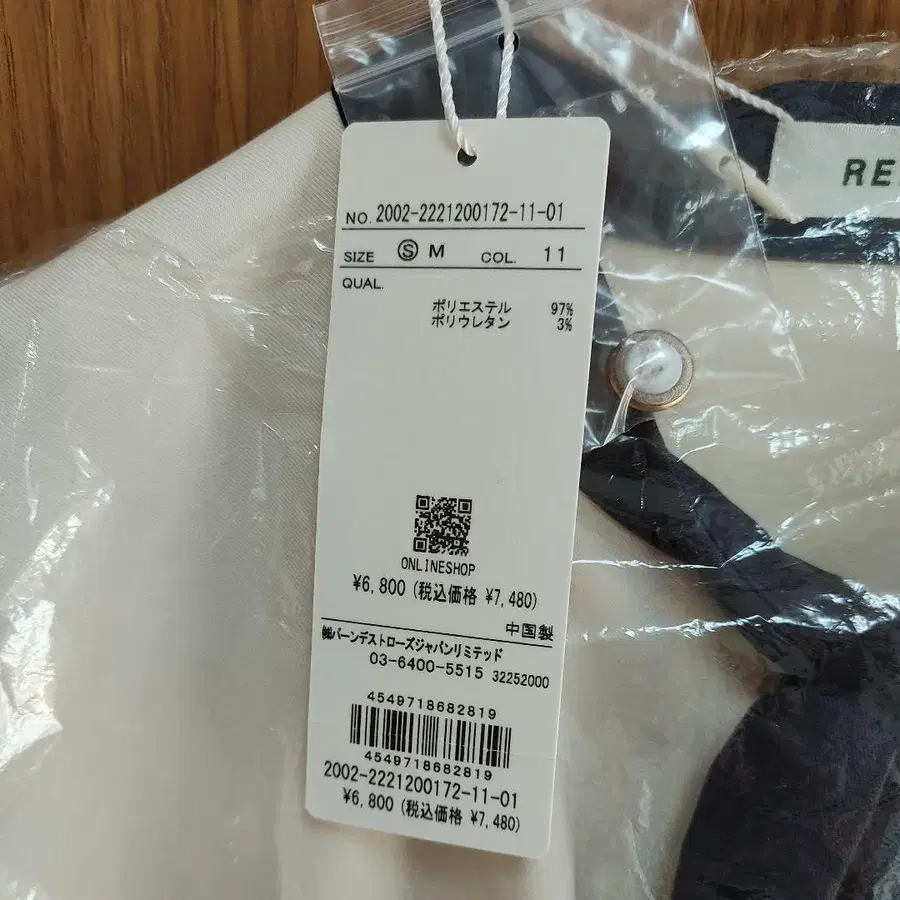 NO. 2002-2221200172-11-01
SIZE Ⓢ M COL. 11
QUAL.
ポリエステル 97%
ポリウレタン 3%
ONLINESHOP
¥6,800 (税込価格 ¥7,480)
中国製
㈱バーンデストローズジャパンリミテッド
03-6400-5515 32252000
4549718682819
4549718682819
2002-2221200172-11-01
¥6,800 (税込価格 ¥7,480)